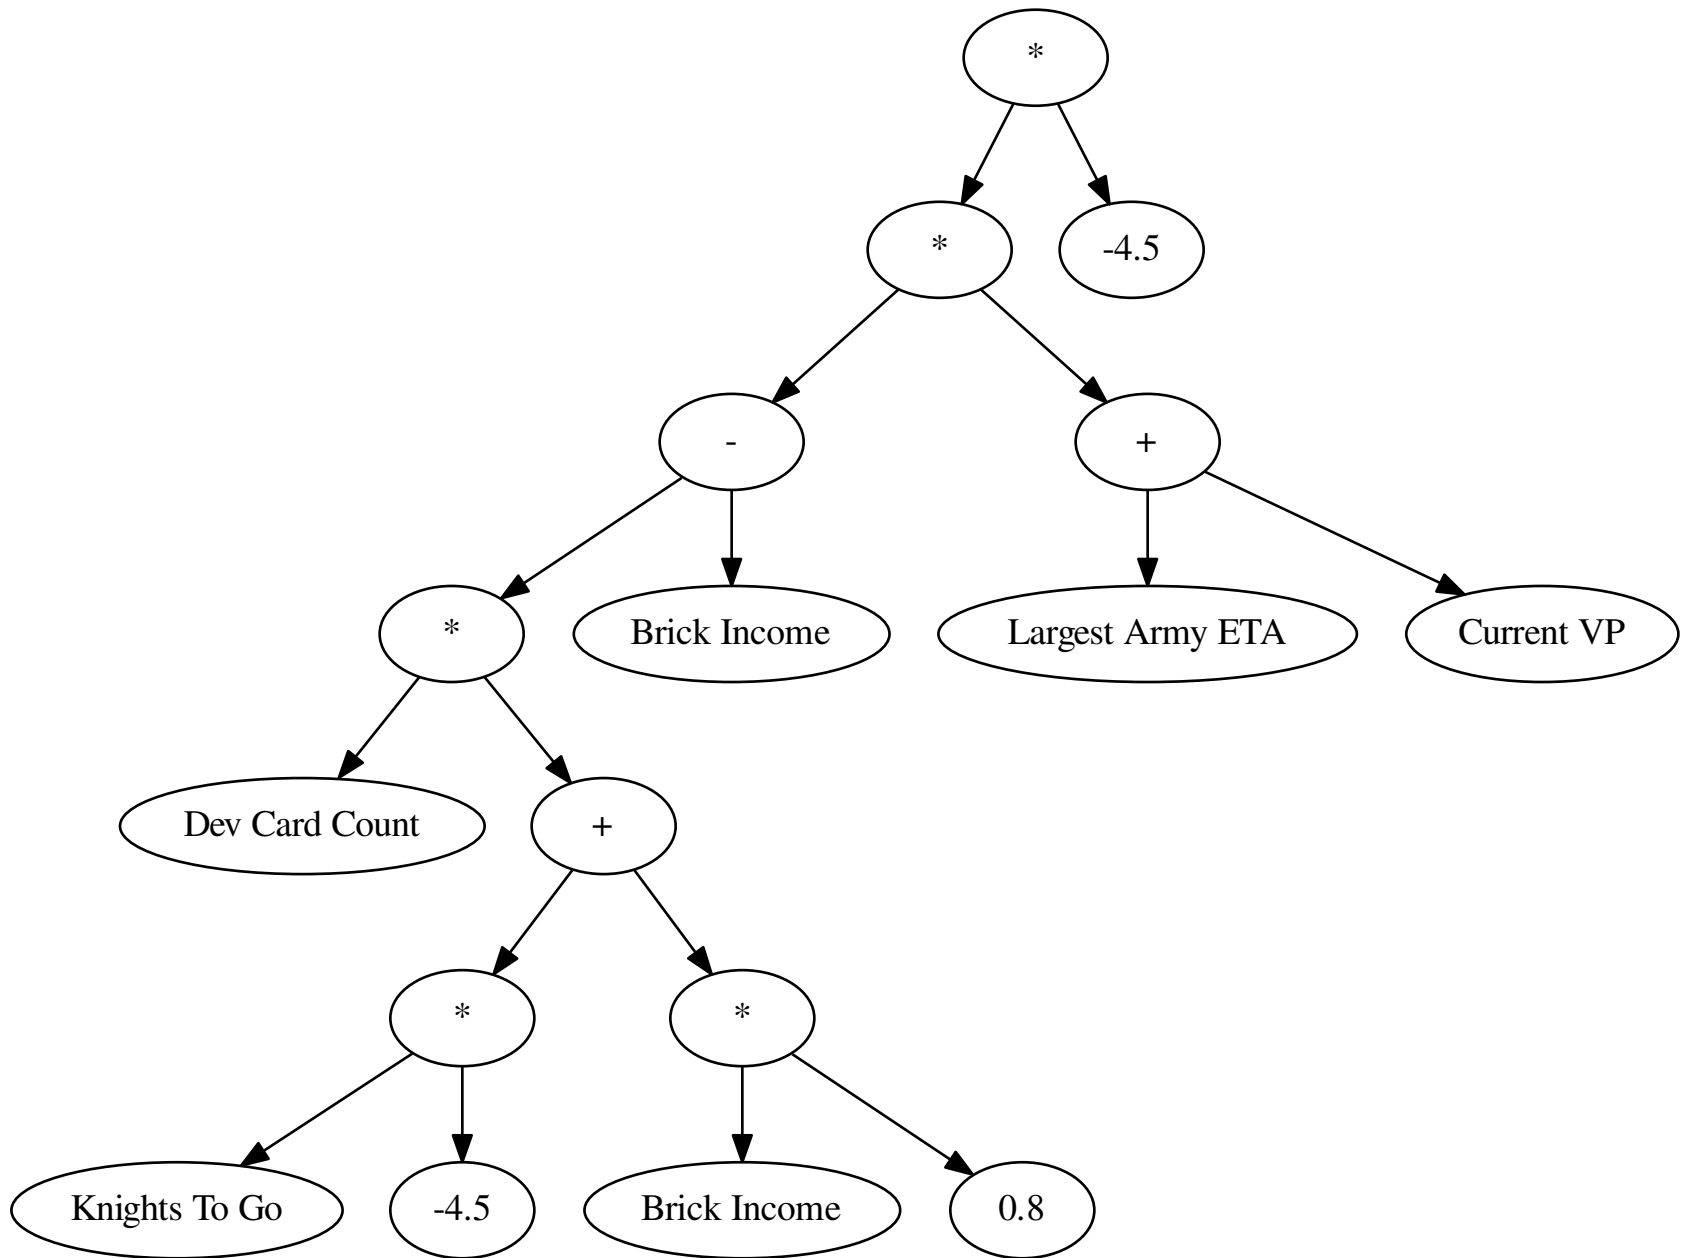 *
*
-4.5
-
+
*
Brick Income
Largest Army ETA
Current VP
Dev Card Count
+
*
*
Knights To Go
-4.5
Brick Income
0.8